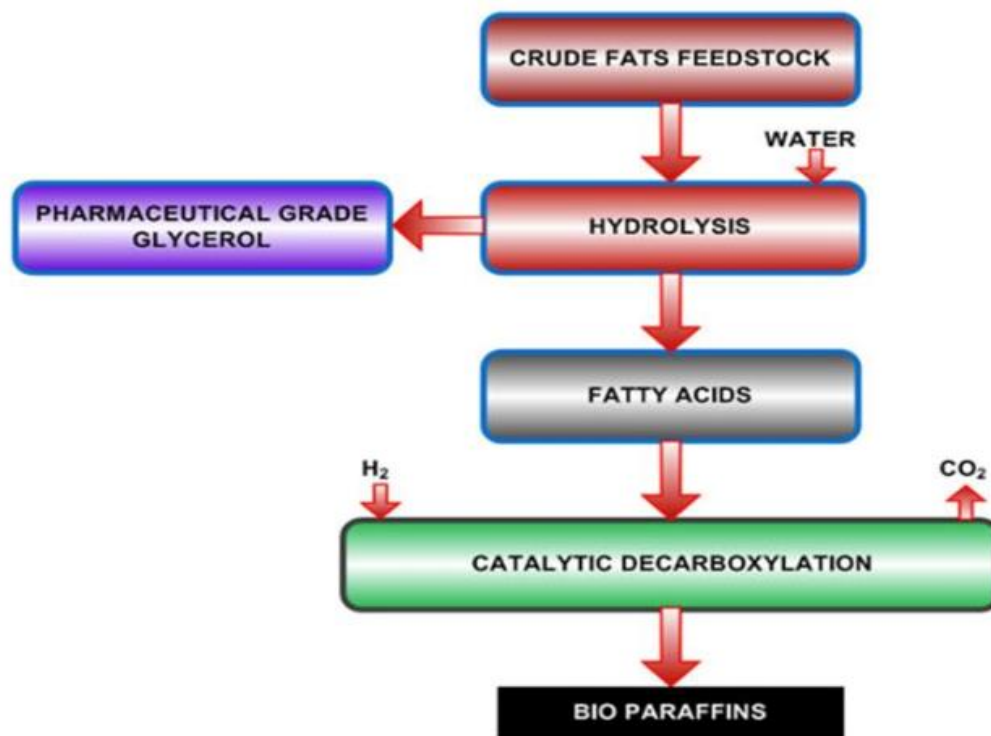 CRUDE FATS FEEDSTOCK
WATER
PHARMACEUTICAL GRADE
GLYCEROL
HYDROLYSIS
FATTY ACIDS
H₂
CO₂
CATALYTIC DECARBOXYLATION
BIO PARAFFINS